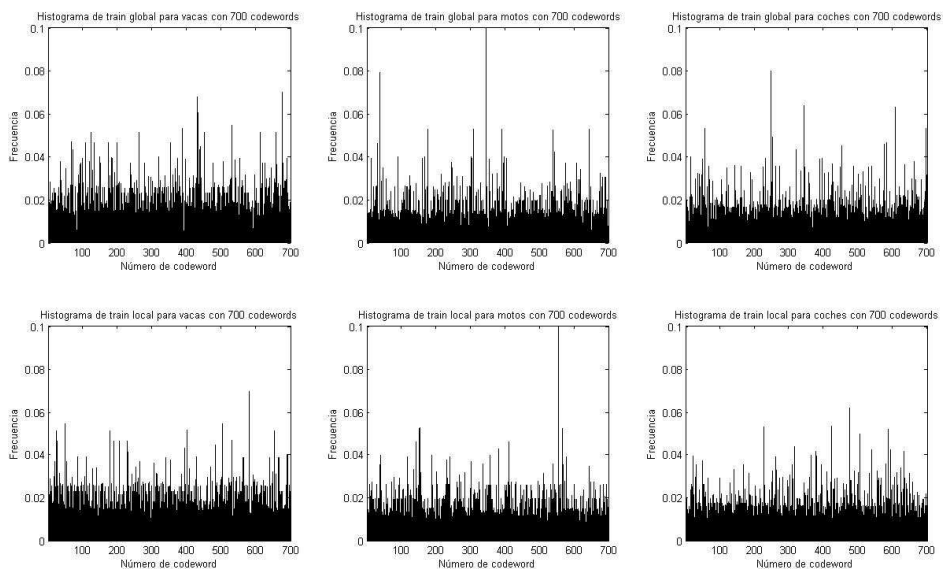 Histograma de train global para vacas con 700 codewords
0.1
0.08
0.06
0.04
0.02
0
Frecuencia
100 200 300 400 500 600 700
Número de codeword
Histograma de train global para motos con 700 codewords
0.1
0.08
0.06
0.04
0.02
0
Frecuencia
100 200 300 400 500 600 700
Número de codeword
Histograma de train global para coches con 700 codewords
0.1
0.08
0.06
0.04
0.02
0
Frecuencia
100 200 300 400 500 600 700
Número de codeword
Histograma de train local para vacas con 700 codewords
0.1
0.08
0.06
0.04
0.02
0
Frecuencia
100 200 300 400 500 600 700
Número de codeword
Histograma de train local para motos con 700 codewords
0.1
0.08
0.06
0.04
0.02
0
Frecuencia
100 200 300 400 500 600 700
Número de codeword
Histograma de train local para coches con 700 codewords
0.1
0.08
0.06
0.04
0.02
0
Frecuencia
100 200 300 400 500 600 700
Número de codeword